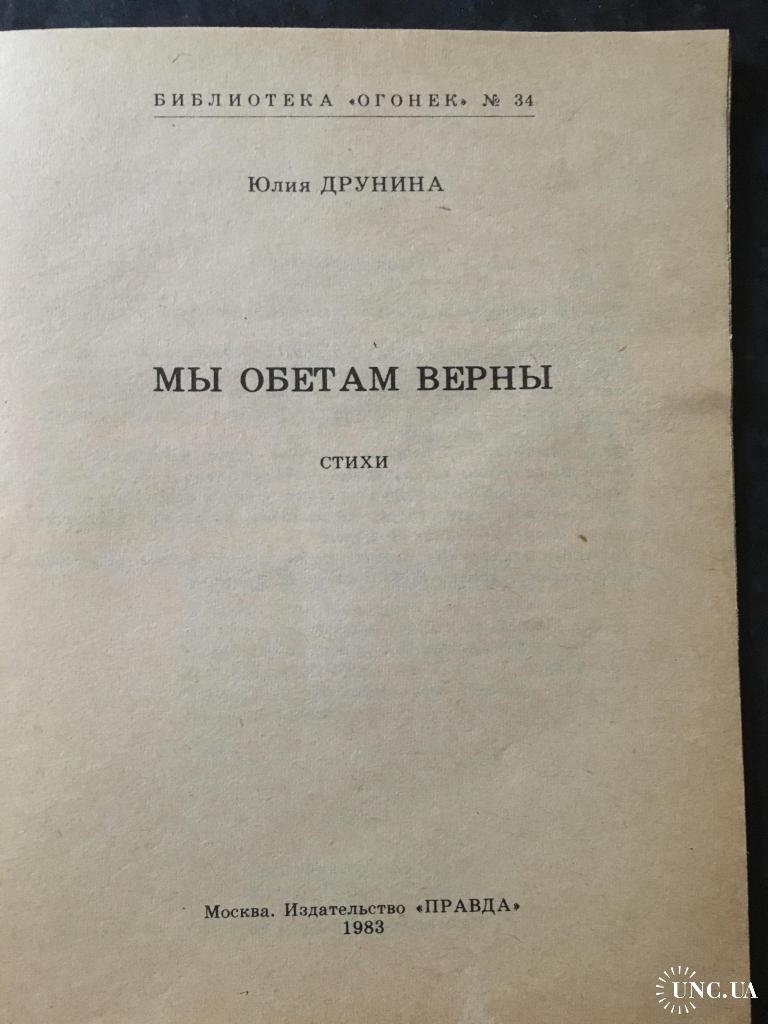 БИБЛИОТЕКА «ОГОНЕК» № 34
Юлия ДРУНИНА
МЫ ОБЕТАМ ВЕРНЫ
СТИХИ
Москва. Издательство «ПРАВДА»
1983
UNC.UA